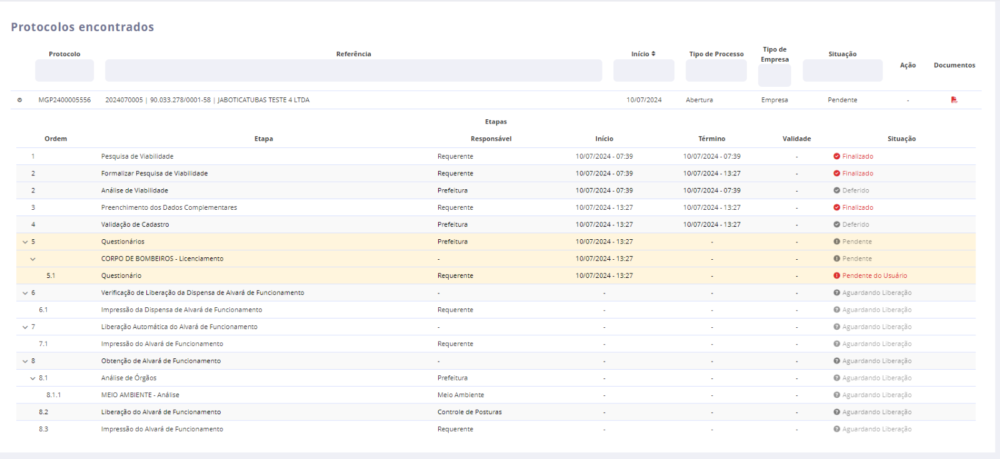 Protocolos encontrados
Protocolo Referência Início Tipo de Processo Tipo de Empresa Situação Ação Documentos
MGP2400005556 2024070005 | 90.033.278/0001-58 | JABOTICATUBAS TESTE 4 LTDA 10/07/2024 Abertura Empresa Pendente -
Etapas
Ordem Etapa Responsável Início Término Validade Situação
1 Pesquisa de Viabilidade Requerente 10/07/2024 - 07:39 10/07/2024 - 07:39 - Finalizado
2 Formalizar Pesquisa de Viabilidade Requerente 10/07/2024 - 07:39 10/07/2024 - 13:27 - Finalizado
2 Análise de Viabilidade Prefeitura 10/07/2024 - 07:39 10/07/2024 - 07:39 - Deferido
3 Preenchimento dos Dados Complementares Requerente 10/07/2024 - 13:27 10/07/2024 - 13:27 - Finalizado
4 Validação de Cadastro Prefeitura 10/07/2024 - 13:27 10/07/2024 - 13:27 - Deferido
5 Questionários Prefeitura 10/07/2024 - 13:27 - - Pendente
CORPO DE BOMBEIROS - Licenciamento - 10/07/2024 - 13:27 - - Pendente
5.1 Questionário Requerente 10/07/2024 - 13:27 - - Pendente do Usuário
6 Verificação de Liberação da Dispensa de Alvará de Funcionamento - - - - Aguardando Liberação
6.1 Impressão da Dispensa de Alvará de Funcionamento Requerente - - - Aguardando Liberação
7 Liberação Automática do Alvará de Funcionamento - - - - Aguardando Liberação
7.1 Impressão do Alvará de Funcionamento Requerente - - - Aguardando Liberação
8 Obtenção de Alvará de Funcionamento - - - - Aguardando Liberação
8.1 Análise de Órgãos Prefeitura - - - Aguardando Liberação
8.1.1 MEIO AMBIENTE - Análise Meio Ambiente - - - Aguardando Liberação
8.2 Liberação do Alvará de Funcionamento Controle de Posturas - - - Aguardando Liberação
8.3 Impressão do Alvará de Funcionamento Requerente - - - Aguardando Liberação